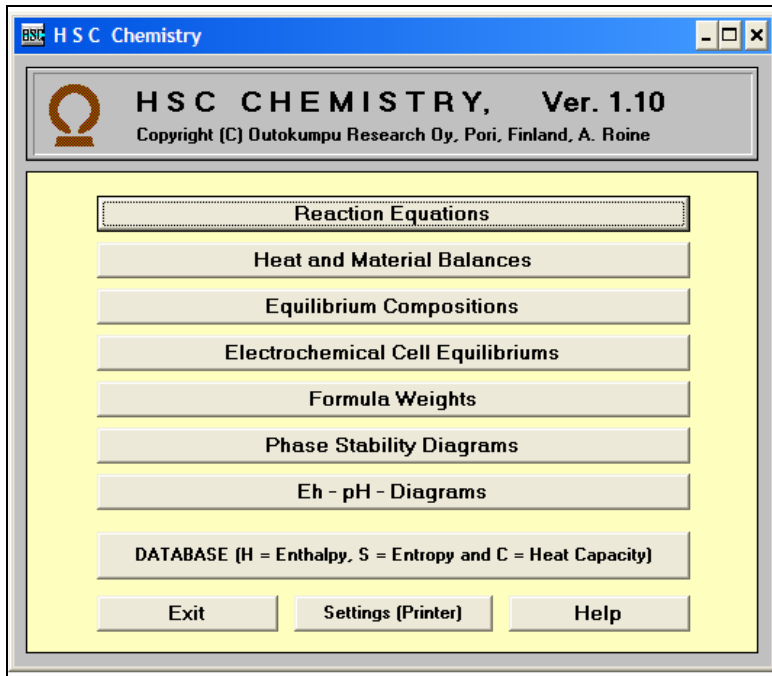 HSC H S C Chemistry
HSC CHEMISTRY, Ver. 1.10
Copyright (C) Outokumpu Research Oy, Pori, Finland, A. Roine
Reaction Equations
Heat and Material Balances
Equilibrium Compositions
Electrochemical Cell Equilibriums
Formula Weights
Phase Stability Diagrams
Eh - pH - Diagrams
DATABASE (H = Enthalpy, S = Entropy and C = Heat Capacity)
Exit Settings (Printer) Help